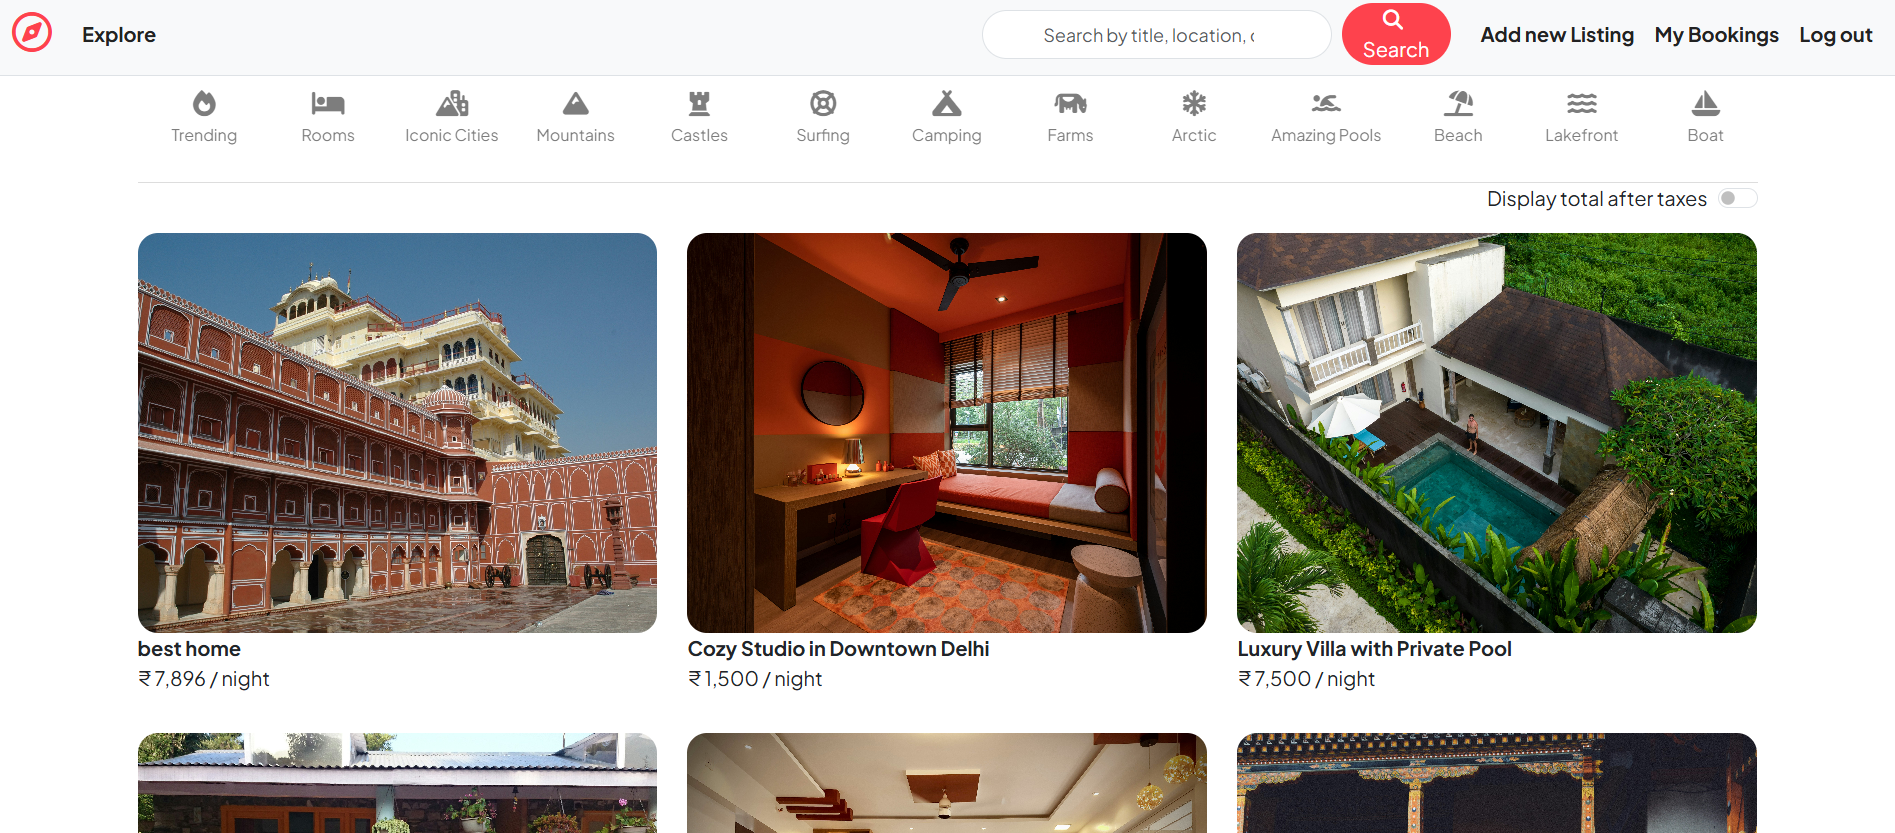 Explore
Search by title, location, c
Search
Add new Listing
My Bookings
Log out
Trending
Rooms
Iconic Cities
Mountains
Castles
Surfing
Camping
Farms
Arctic
Amazing Pools
Beach
Lakefront
Boat
Display total after taxes
best home
₹ 7,896 / night
Cozy Studio in Downtown Delhi
₹ 1,500 / night
Luxury Villa with Private Pool
₹ 7,500 / night